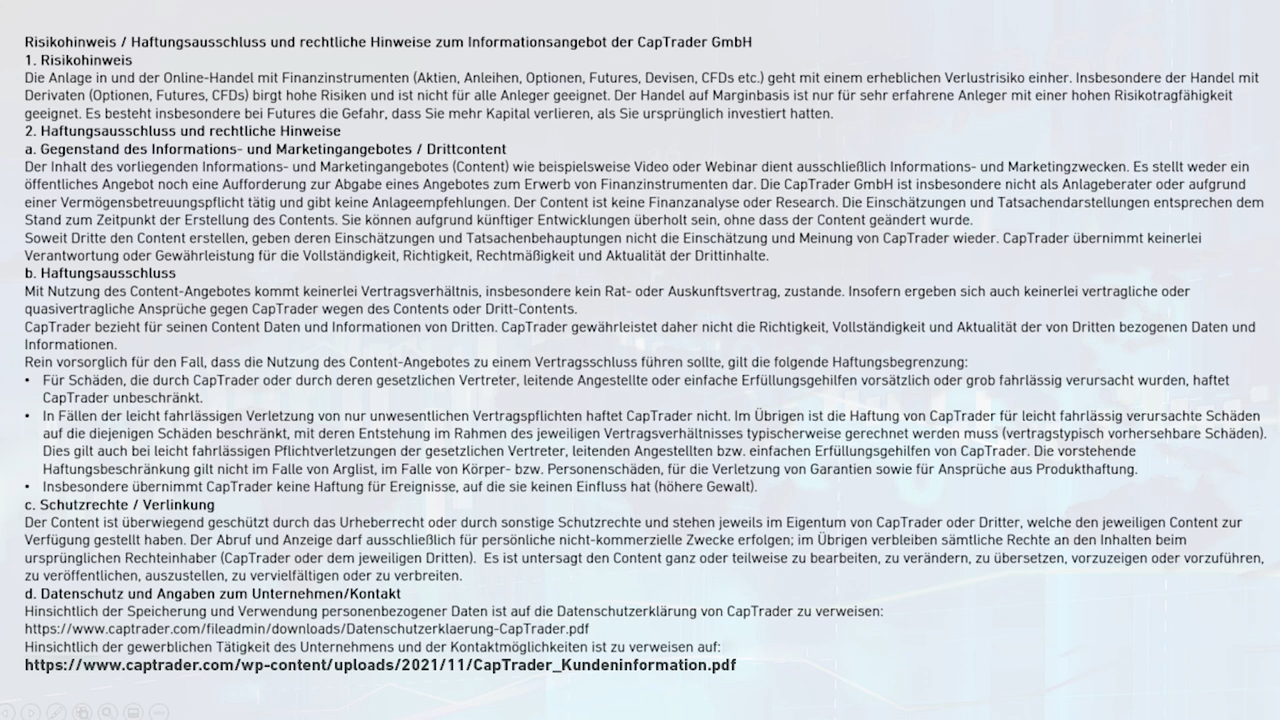 Risikohinweis / Haftungsausschluss und rechtliche Hinweise zum Informationsangebot der CapTrader GmbH
1. Risikohinweis
Die Anlage in und der Online-Handel mit Finanzinstrumenten (Aktien, Anleihen, Optionen, Futures, Devisen, CFDs etc.) geht mit einem erheblichen Verlustrisiko einher. Insbesondere der Handel mit
Derivaten (Optionen, Futures, CFDs) birgt hohe Risiken und ist nicht für alle Anleger geeignet. Der Handel auf Marginbasis ist nur für sehr erfahrene Anleger mit einer hohen Risikotragfähigkeit
geeignet. Es besteht insbesondere bei Futures die Gefahr, dass Sie mehr Kapital verlieren, als Sie ursprünglich investiert hatten.
2. Haftungsausschluss und rechtliche Hinweise
a. Gegenstand des Informations- und Marketingangebotes / Drittcontent
Der Inhalt des vorliegenden Informations- und Marketingangebotes (Content) wie beispielsweise Video oder Webinar dient ausschließlich Informations- und Marketingzwecken. Es stellt weder ein
öffentliches Angebot noch eine Aufforderung zur Abgabe eines Angebotes zum Erwerb von Finanzinstrumenten dar. Die CapTrader GmbH ist insbesondere nicht als Anlageberater oder aufgrund
einer Vermögensbetreuungspflicht tätig und gibt keine Anlageempfehlungen. Der Content ist keine Finanzanalyse oder Research. Die Einschätzungen und Tatsachendarstellungen entsprechen dem
Stand zum Zeitpunkt der Erstellung des Contents. Sie können aufgrund künftiger Entwicklungen überholt sein, ohne dass der Content geändert wurde.
Soweit Dritte den Content erstellen, geben deren Einschätzungen und Tatsachenbehauptungen nicht die Einschätzung und Meinung von CapTrader wieder. CapTrader übernimmt keinerlei
Verantwortung oder Gewährleistung für die Vollständigkeit, Richtigkeit, Rechtmäßigkeit und Aktualität der Drittinhalte.
b. Haftungsausschluss
Mit Nutzung des Content-Angebotes kommt keinerlei Vertragsverhältnis, insbesondere kein Rat- oder Auskunftsvertrag, zustande. Insofern ergeben sich auch keinerlei vertragliche oder
quasivertragliche Ansprüche gegen CapTrader wegen des Contents oder Dritt-Contents.
CapTrader bezieht für seinen Content Daten und Informationen von Dritten. CapTrader gewährleistet daher nicht die Richtigkeit, Vollständigkeit und Aktualität der von Dritten bezogenen Daten und
Informationen.
Rein vorsorglich für den Fall, dass die Nutzung des Content-Angebotes zu einem Vertragsschluss führen sollte, gilt die folgende Haftungsbegrenzung:
• Für Schäden, die durch CapTrader oder durch deren gesetzlichen Vertreter, leitende Angestellte oder einfache Erfüllungsgehilfen vorsätzlich oder grob fahrlässig verursacht wurden, haftet
CapTrader unbeschränkt.
• In Fällen der leicht fahrlässigen Verletzung von nur unwesentlichen Vertragspflichten haftet CapTrader nicht. Im Übrigen ist die Haftung von CapTrader für leicht fahrlässig verursachte Schäden
auf die diejenigen Schäden beschränkt, mit deren Entstehung im Rahmen des jeweiligen Vertragsverhältnisses typischerweise gerechnet werden muss (vertragstypisch vorhersehbare Schäden).
Dies gilt auch bei leicht fahrlässigen Pflichtverletzungen der gesetzlichen Vertreter, leitenden Angestellten bzw. einfachen Erfüllungsgehilfen von CapTrader. Die vorstehende
Haftungsbeschränkung gilt nicht im Falle von Arglist, im Falle von Körper- bzw. Personenschäden, für die Verletzung von Garantien sowie für Ansprüche aus Produkthaftung.
• Insbesondere übernimmt CapTrader keine Haftung für Ereignisse, auf die sie keinen Einfluss hat (höhere Gewalt).
c. Schutzrechte / Verlinkung
Der Content ist überwiegend geschützt durch das Urheberrecht oder durch sonstige Schutzrechte und stehen jeweils im Eigentum von CapTrader oder Dritter, welche den jeweiligen Content zur
Verfügung gestellt haben. Der Abruf und Anzeige darf ausschließlich für persönliche nicht-kommerzielle Zwecke erfolgen; im Übrigen verbleiben sämtliche Rechte an den Inhalten beim
ursprünglichen Rechteinhaber (CapTrader oder dem jeweiligen Dritten). Es ist untersagt den Content ganz oder teilweise zu bearbeiten, zu verändern, zu übersetzen, vorzuzeigen oder vorzuführen,
zu veröffentlichen, auszustellen, zu vervielfältigen oder zu verbreiten.
d. Datenschutz und Angaben zum Unternehmen/Kontakt
Hinsichtlich der Speicherung und Verwendung personenbezogener Daten ist auf die Datenschutzerklärung von CapTrader zu verweisen:
https://www.captrader.com/fileadmin/downloads/Datenschutzerklaerung-CapTrader.pdf
Hinsichtlich der gewerblichen Tätigkeit des Unternehmens und der Kontaktmöglichkeiten ist zu verweisen auf:
https://www.captrader.com/wp-content/uploads/2021/11/CapTrader_Kundeninformation.pdf